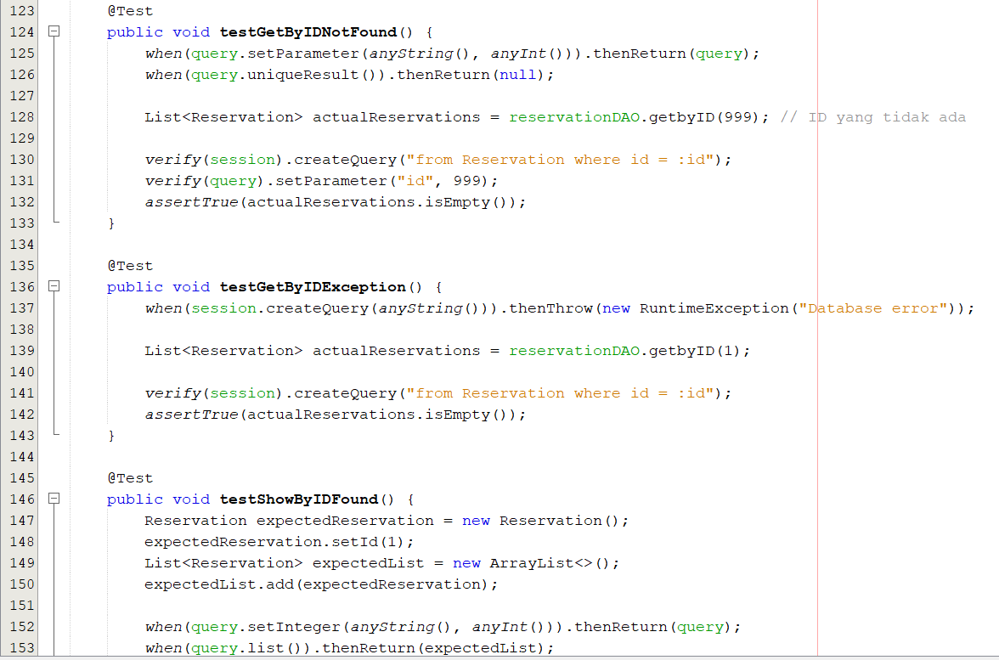 123 @Test
124 public void testGetByIDNotFound() {
125 when(query.setParameter(anyString(), anyInt())).thenReturn(query);
126 when(query.uniqueResult()).thenReturn(null);
127
128 List<Reservation> actualReservations = reservationDAO.getbyID(999); // ID yang tidak ada
129
130 verify(session).createQuery("from Reservation where id = :id");
131 verify(query).setParameter("id", 999);
132 assertTrue(actualReservations.isEmpty());
133 }
134
135 @Test
136 public void testGetByIDException() {
137 when(session.createQuery(anyString())).thenThrow(new RuntimeException("Database error"));
138
139 List<Reservation> actualReservations = reservationDAO.getbyID(1);
140
141 verify(session).createQuery("from Reservation where id = :id");
142 assertTrue(actualReservations.isEmpty());
143 }
144
145 @Test
146 public void testShowByIDFound() {
147 Reservation expectedReservation = new Reservation();
148 expectedReservation.setId(1);
149 List<Reservation> expectedList = new ArrayList<>();
150 expectedList.add(expectedReservation);
151
152 when(query.setInteger(anyString(), anyInt())).thenReturn(query);
153 when(query.list()).thenReturn(expectedList);